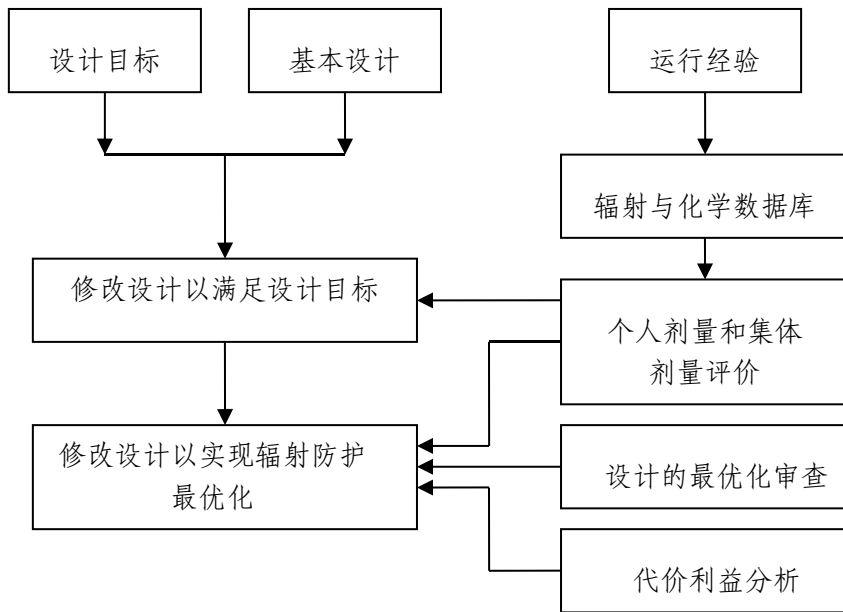 设计目标
基本设计
运行经验
辐射与化学数据库
修改设计以满足设计目标
个人剂量和集体
剂量评价
修改设计以实现辐射防护
最优化
设计的最优化审查
代价利益分析